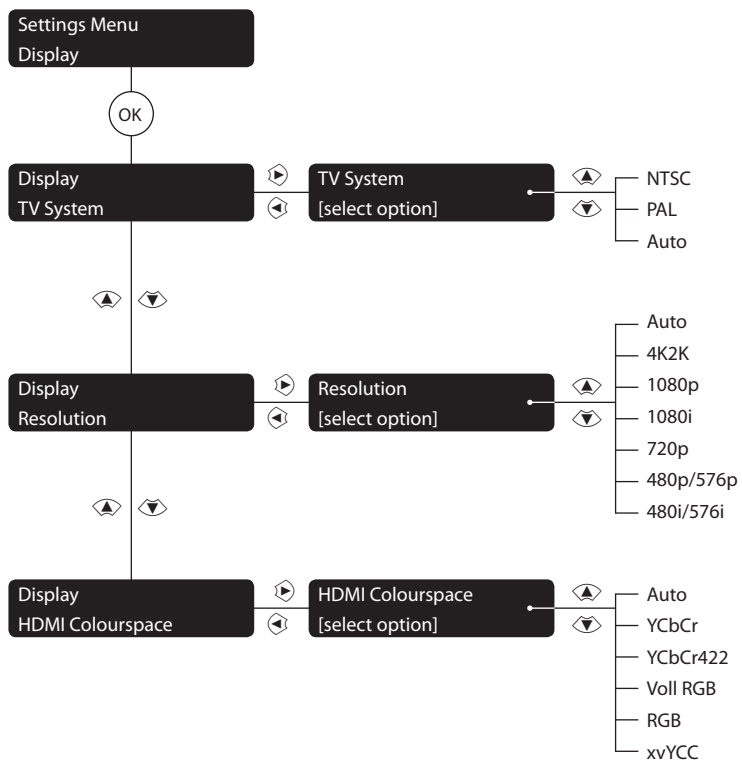 Settings Menu
Display
OK
Display
TV System
TV System
[select option]
NTSC
PAL
Auto
Display
Resolution
Resolution
[select option]
Auto
4K2K
1080p
1080i
720p
480p/576p
480i/576i
Display
HDMI Colourspace
HDMI Colourspace
[select option]
Auto
YCbCr
YCbCr422
Voll RGB
RGB
xvYCC